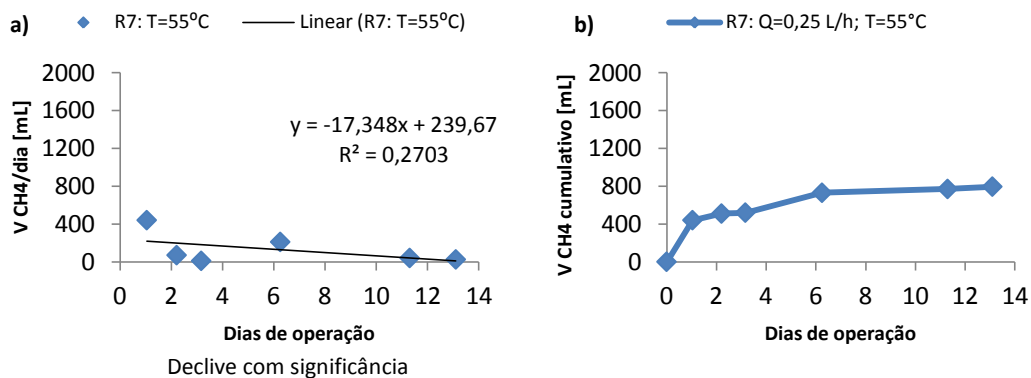 a)
R7: T=55ºC
Linear (R7: T=55ºC)
V CH4/dia [mL]
2000
1600
1200
800
400
0
y = -17,348x + 239,67
R² = 0,2703
0 2 4 6 8 10 12 14
Dias de operação
Declive com significância
b)
R7: Q=0,25 L/h; T=55°C
V CH4 cumulativo [mL]
2000
1600
1200
800
400
0
0 2 4 6 8 10 12 14
Dias de operação